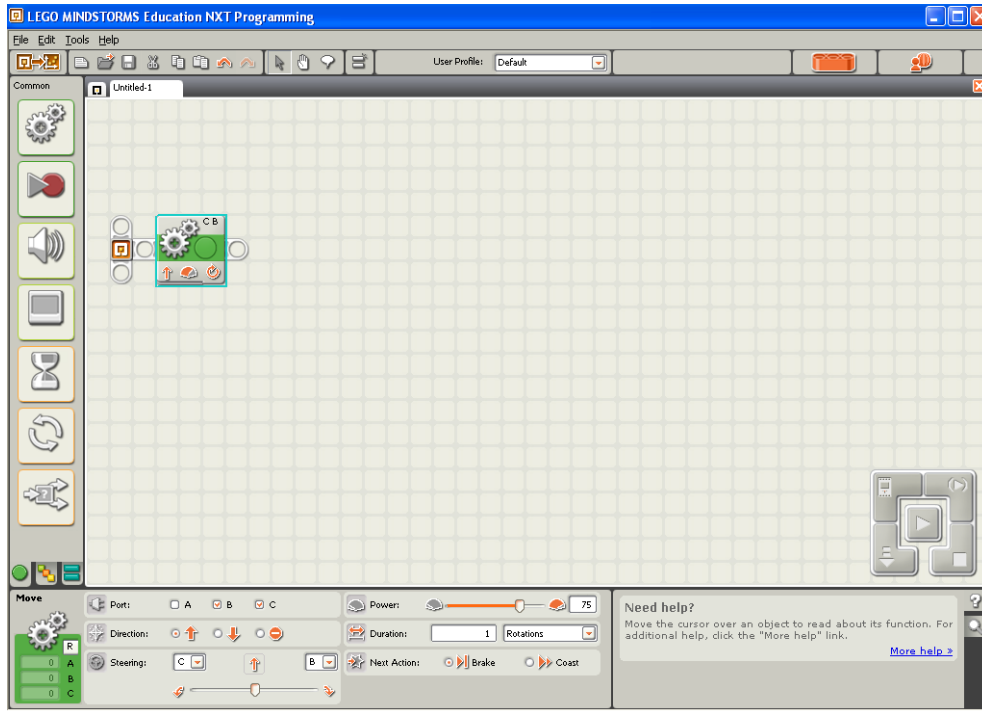 LEGO MINDSTORMS Education NXT Programming
File Edit Tools Help
User Profile: Default
Common
Untitled-1
C B
Move
R
0 A
0 B
0 C
Port: A B C
Direction:
Steering: C B
Power: 75
Duration: 1 Rotations
Next Action: Brake Coast
Need help?
Move the cursor over an object to read about its function. For
additional help, click the "More help" link.
More help »